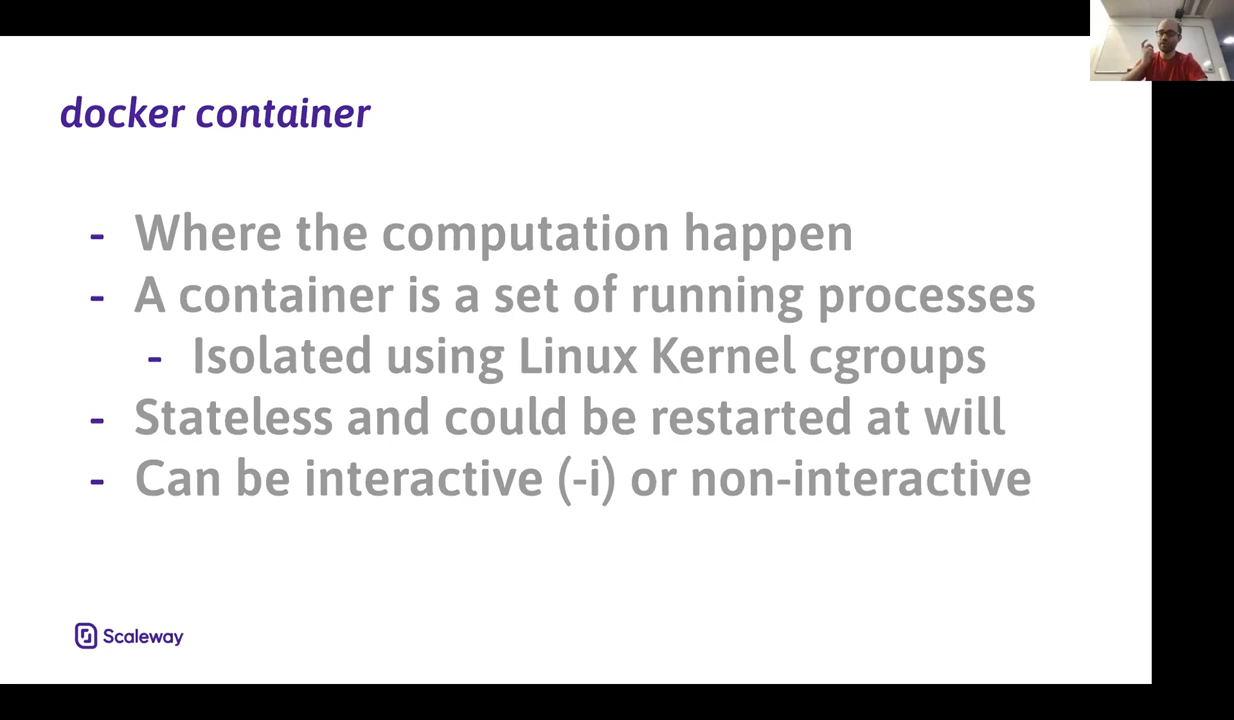 docker container
- Where the computation happen
- A container is a set of running processes
- Isolated using Linux Kernel cgroups
- Stateless and could be restarted at will
- Can be interactive (-i) or non-interactive
Scaleway